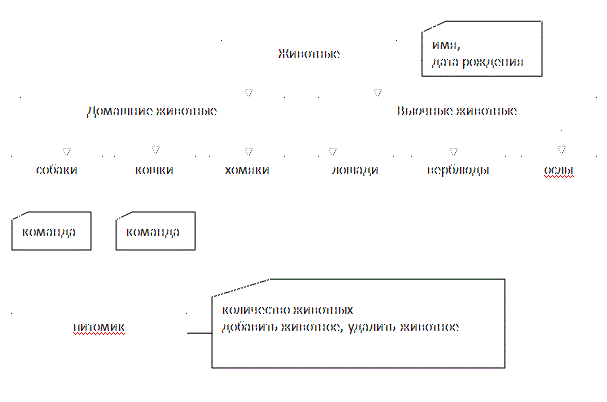 Животные
имя,
дата рождения
Домашние животные
Вьючные животные
собаки
кошки
хомяки
лошади
верблюды
ослы
команда
команда
питомик
количество животных
добавить животное, удалить животное